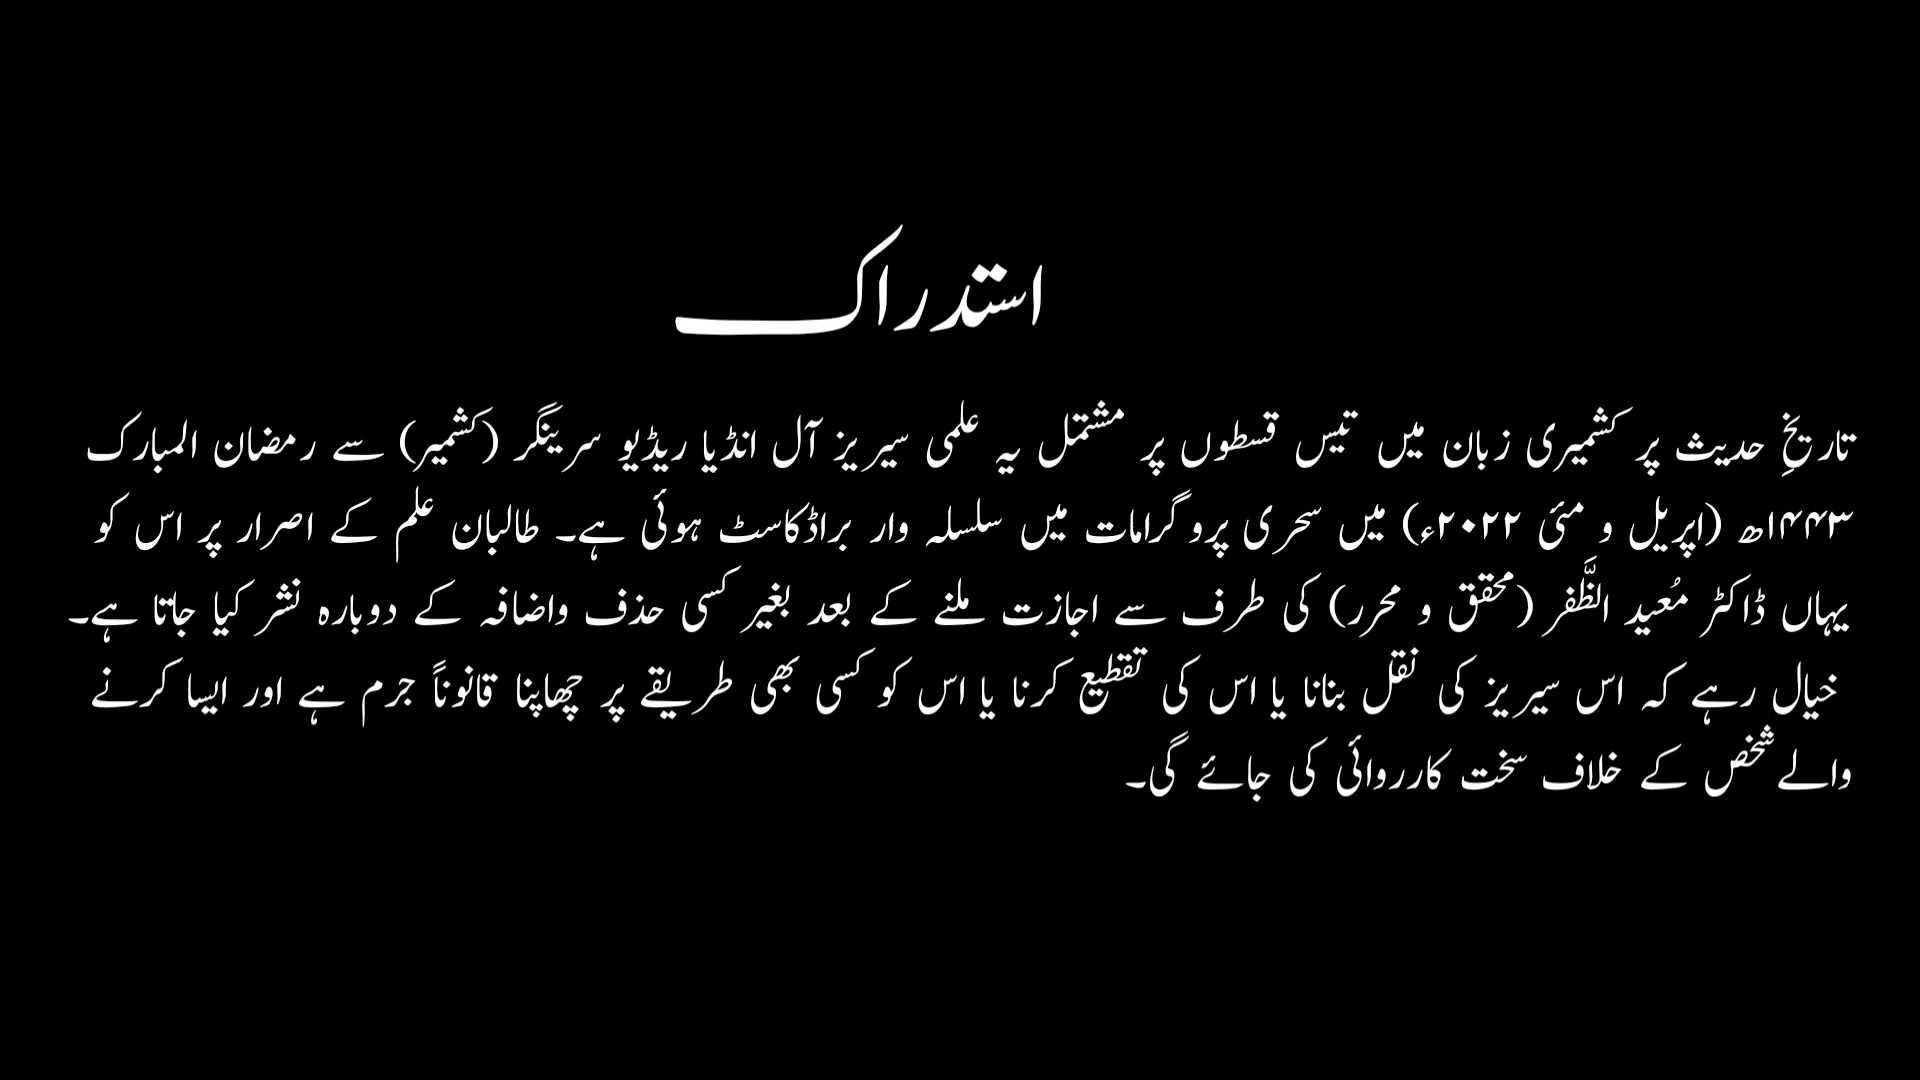 استدراک
تاریخِ حدیث پر کشمیری زبان میں تیس قسطوں پر مشتمل یہ علمی سیریز آل انڈیا ریڈیو سرینگر (کشمیر) سے رمضان المبارک
۱۴۴۳ھ (اپریل و مئی ۲۰۲۲ء) میں سحری پروگرامات میں سلسلہ وار براڈکاسٹ ہوئی ہے۔ طالبان علم کے اصرار پر اس کو
یہاں ڈاکٹر مُعید الظَّفر (محقق و محرر) کی طرف سے اجازت ملنے کے بعد بغیر کسی حذف واضافہ کے دوبارہ نشر کیا جاتا ہے۔
خیال رہے کہ اس سیریز کی نقل بنانا یا اس کی تقطیع کرنا یا اس کو کسی بھی طریقے پر چھاپنا قانوناً جرم ہے اور ایسا کرنے
والے شخص کے خلاف سخت کارروائی کی جائے گی۔